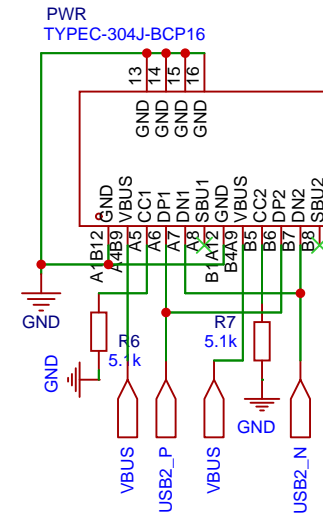 PWR
TYPEC-304J-BCP16
13
14
15
16
GND
GND
GND
GND
GND
VBUS
CC1
DP1
DN1
SBU1
GND
VBUS
CC2
DP2
DN2
SBU2
A1B12
A4B9
A5
A6
A7
A8
B1A12
B4A9
B5
B6
B7
B8
GND
R6
5.1k
R7
5.1k
GND
GND
VBUS
USB2_P
VBUS
USB2_N